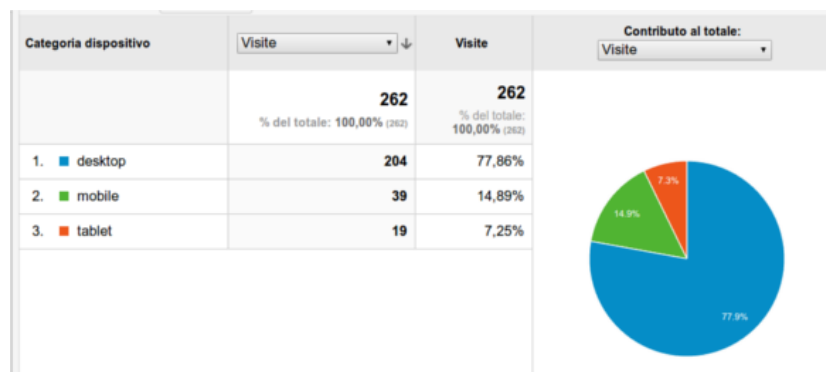 Categoria dispositivo
Visite
Visite
Contributo al totale:
Visite
262
% del totale: 100,00% (262)
262
% del totale:
100,00% (262)
1. desktop 204 77,86%
2. mobile 39 14,89%
3. tablet 19 7,25%
7.3%
14.9%
77.9%